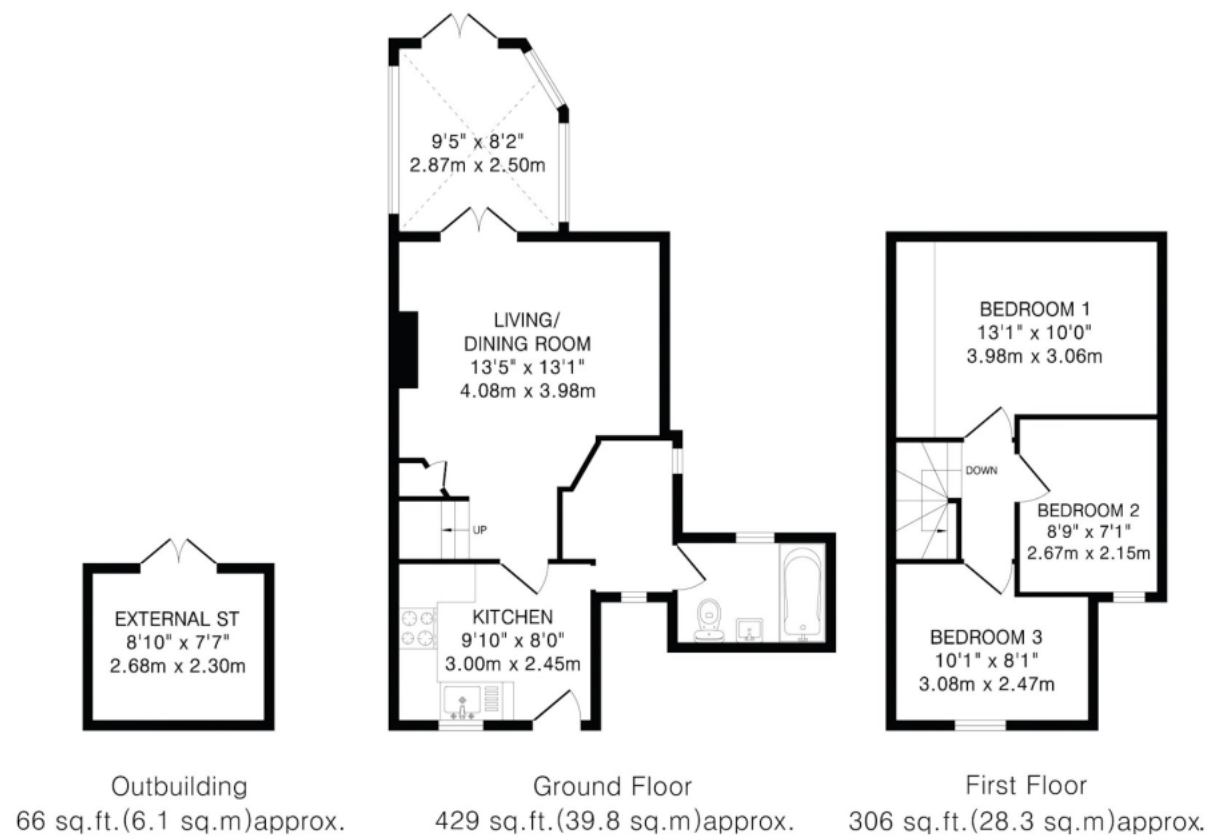 9'5" x 8'2"
2.87m x 2.50m
LIVING/
DINING ROOM
13'5" x 13'1"
4.08m x 3.98m
UP
KITCHEN
9'10" x 8'0"
3.00m x 2.45m
BEDROOM 1
13'1" x 10'0"
3.98m x 3.06m
DOWN
BEDROOM 2
8'9" x 7'1"
2.67m x 2.15m
BEDROOM 3
10'1" x 8'1"
3.08m x 2.47m
EXTERNAL ST
8'10" x 7'7"
2.68m x 2.30m
Outbuilding
66 sq.ft.(6.1 sq.m)approx.
Ground Floor
429 sq.ft.(39.8 sq.m)approx.
First Floor
306 sq.ft.(28.3 sq.m)approx.